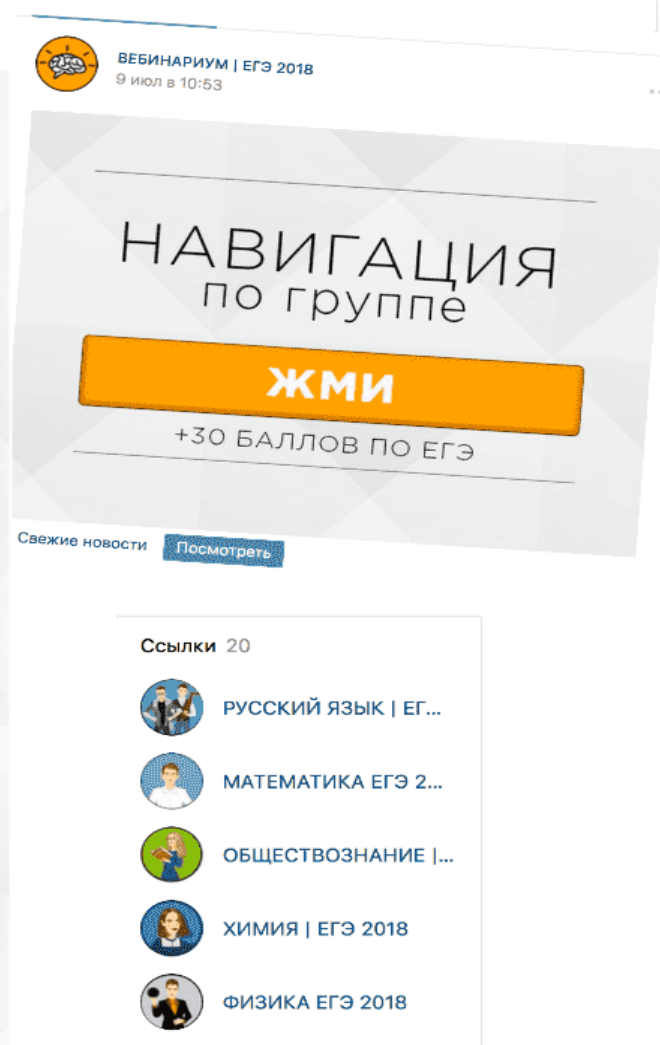 ВЕБИНАРИУМ | ЕГЭ 2018
9 июл в 10:53
НАВИГАЦИЯ
по группе
ЖМИ
+30 БАЛЛОВ ПО ЕГЭ
Свежие новости Посмотреть
Ссылки 20
РУССКИЙ ЯЗЫК | ЕГ...
МАТЕМАТИКА ЕГЭ 2...
ОБЩЕСТВОЗНАНИЕ |...
ХИМИЯ | ЕГЭ 2018
ФИЗИКА ЕГЭ 2018